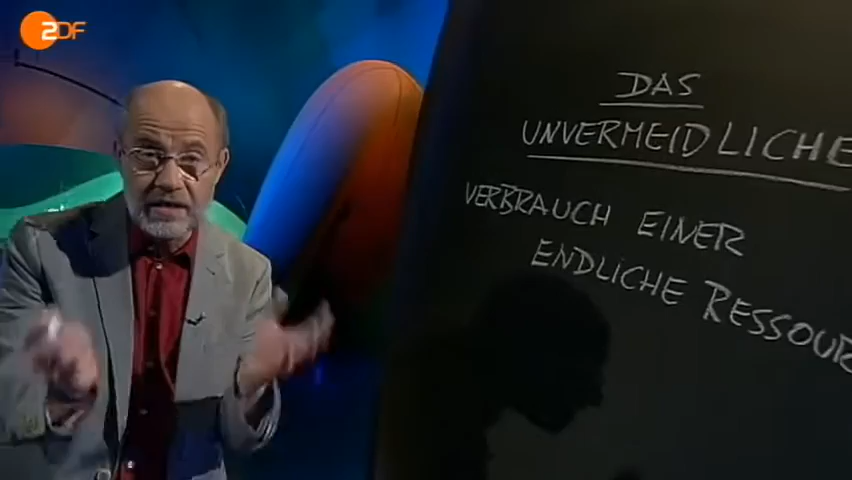 ZDF
DAS
UNVERMEIDLICHE
VERBRAUCH EINER
ENDLICHE RESSOUR